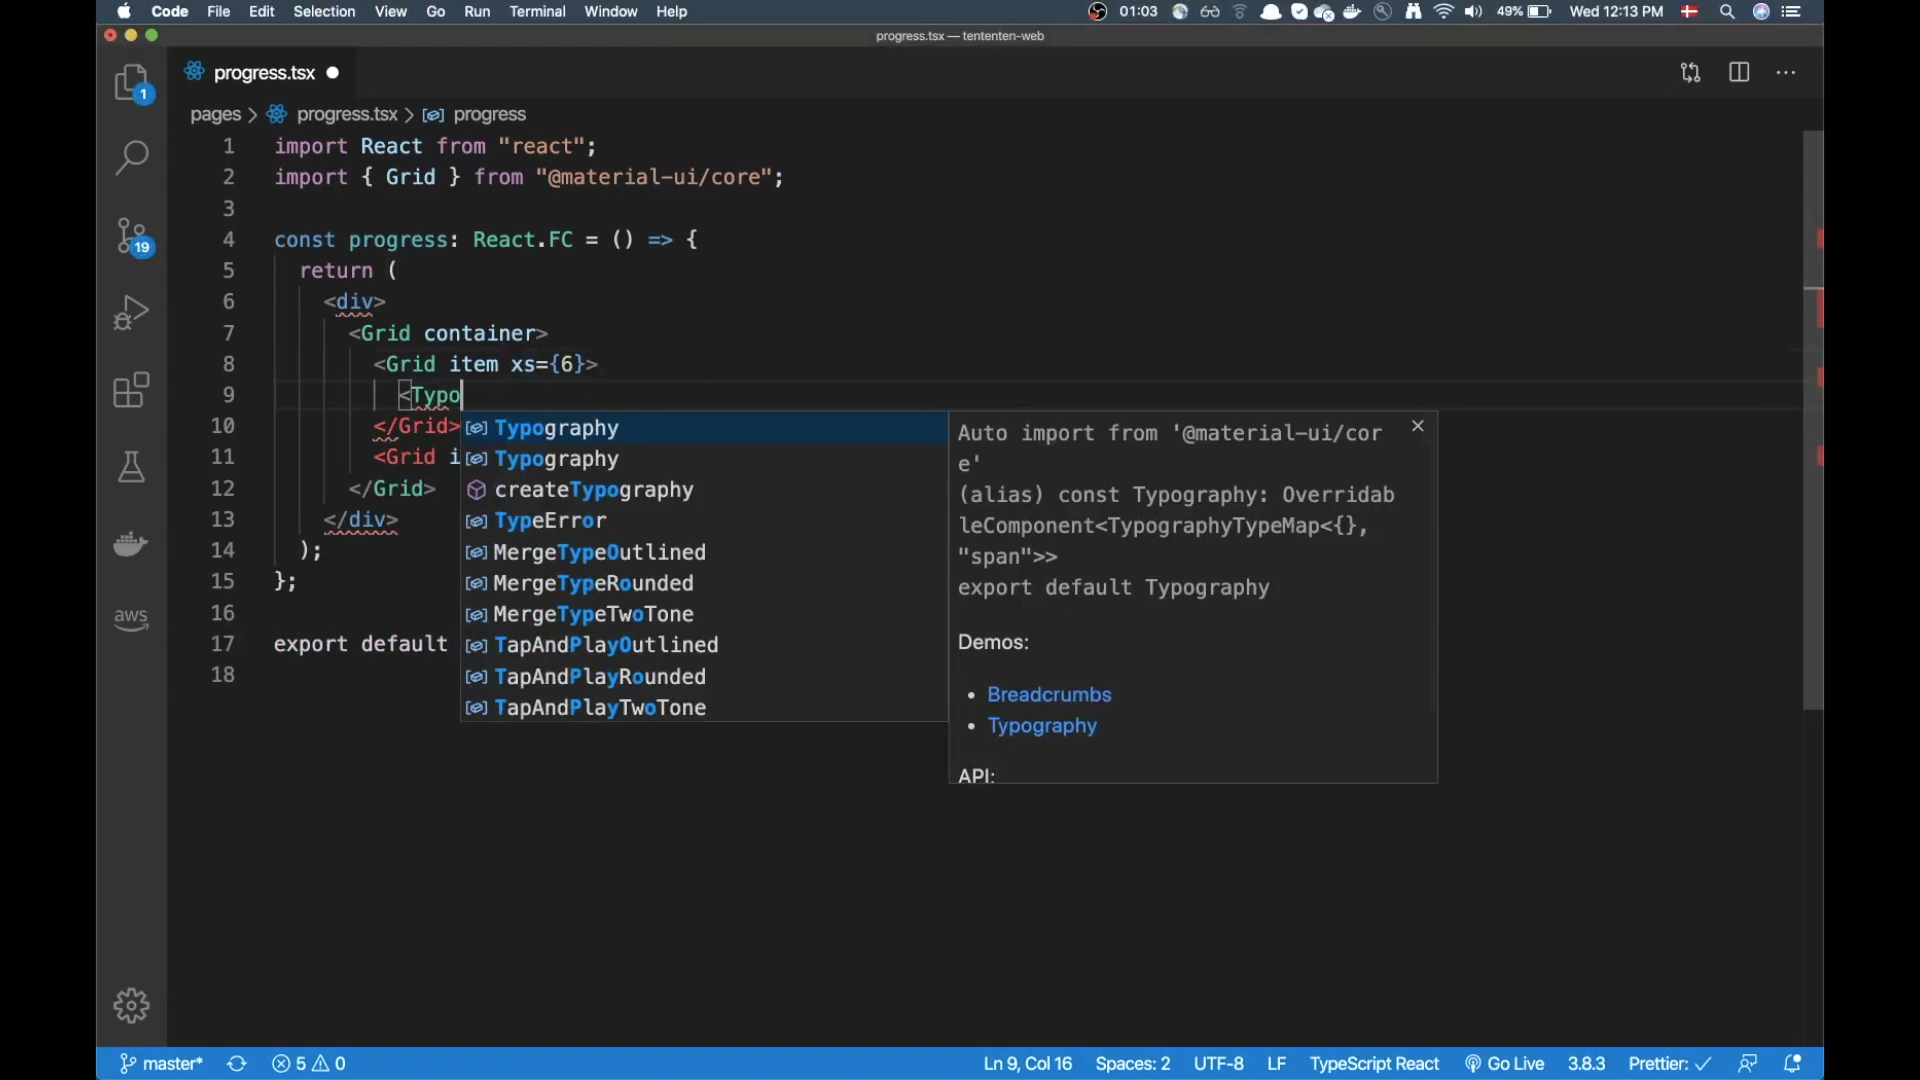 Code File Edit Selection View Go Run Terminal Window Help 01:03 49% Wed 12:13 PM
progress.tsx — tententen-web
progress.tsx
1
pages > progress.tsx > progress
1 import React from "react";
2 import { Grid } from "@material-ui/core";
3
4 const progress: React.FC = () => {
5 return (
19
6 <div>
7 <Grid container>
8 <Grid item xs={6}>
9 <Typo
10 </Grid>
11 <Grid i
12 </Grid>
13 </div>
14 );
15 };
16
17 export default
18
Typography
Typography
createTypography
TypeError
MergeTypeOutlined
MergeTypeRounded
MergeTypeTwoTone
TapAndPlayOutlined
TapAndPlayRounded
TapAndPlayTwoTone
Auto import from '@material-ui/cor
e'
(alias) const Typography: Overridab
leComponent<TypographyTypeMap<{},
"span">>
export default Typography
Demos:
• Breadcrumbs
• Typography
API:
aws
master* 5 0 Ln 9, Col 16 Spaces: 2 UTF-8 LF TypeScript React Go Live 3.8.3 Prettier: ✓